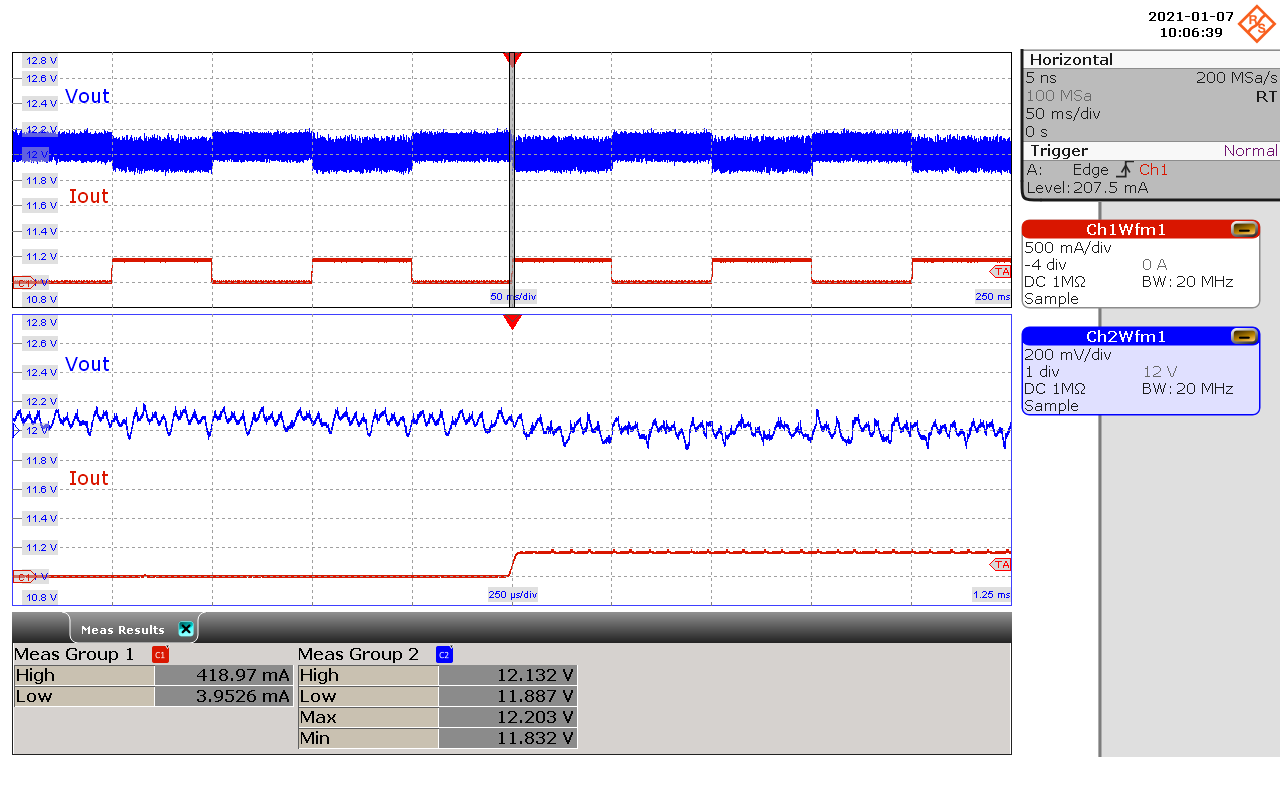 2021-01-07
10:06:39
R&S
12.8 V
12.6 V
12.4 V
Vout
12.2 V
12 V
11.8 V
Iout
11.6 V
11.4 V
11.2 V
C1 V
TA
10.8 V
50 ms/div
250 ms
12.8 V
12.6 V
Vout
12.4 V
12.2 V
12 V
11.8 V
Iout
11.6 V
11.4 V
11.2 V
TA
C1 V
10.8 V
250 µs/div
1.25 ms
Horizontal
5 ns 200 MSa/s
100 MSa RT
50 ms/div
0 s
Trigger Normal
A: Edge Ch1
Level: 207.5 mA
Ch1Wfm1
500 mA/div
-4 div 0 A
DC 1MΩ BW: 20 MHz
Sample
Ch2Wfm1
200 mV/div
1 div 12 V
DC 1MΩ BW: 20 MHz
Sample
Meas Results
Meas Group 1 C1
High 418.97 mA
Low 3.9526 mA
Meas Group 2 C2
High 12.132 V
Low 11.887 V
Max 12.203 V
Min 11.832 V